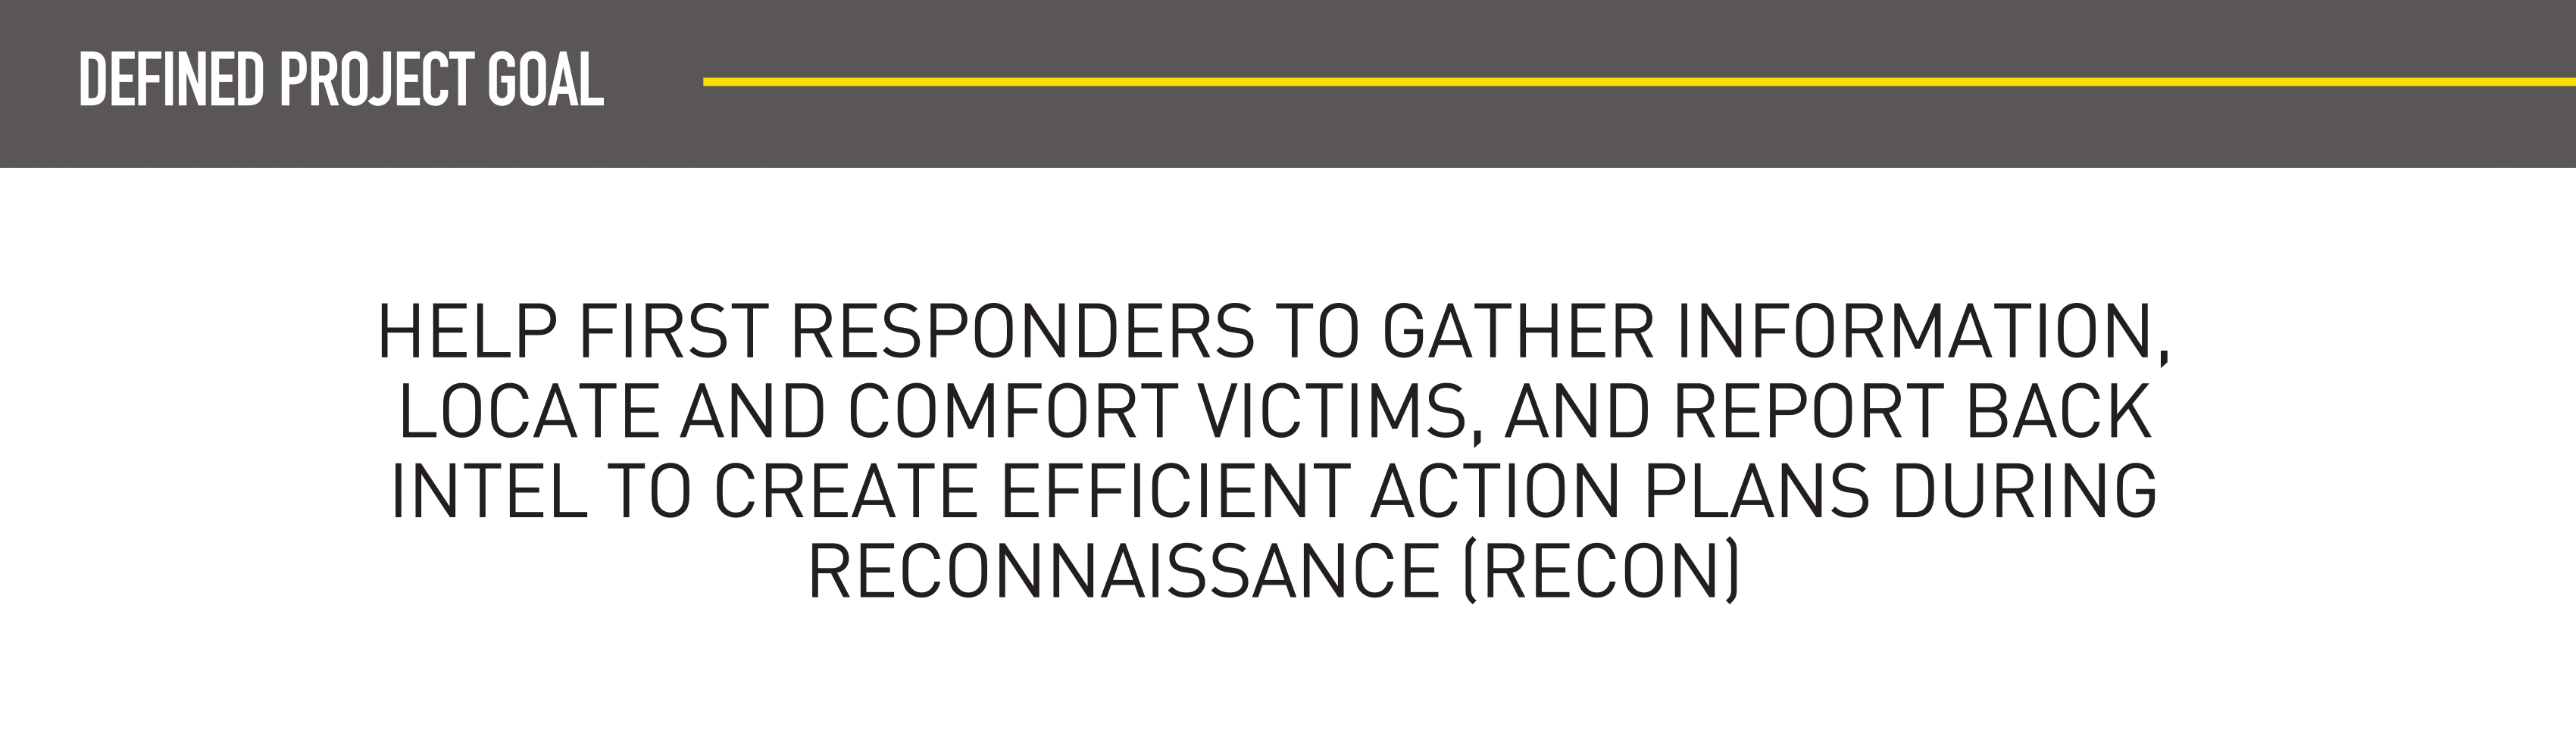 DEFINED PROJECT GOAL
HELP FIRST RESPONDERS TO GATHER INFORMATION,
LOCATE AND COMFORT VICTIMS, AND REPORT BACK
INTEL TO CREATE EFFICIENT ACTION PLANS DURING
RECONNAISSANCE (RECON)